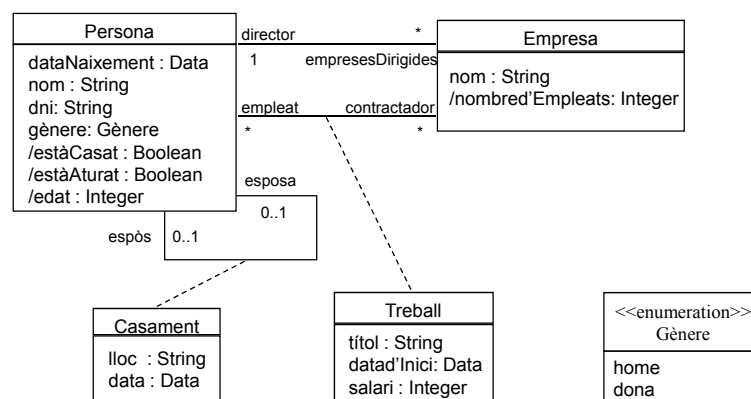 Persona
dataNaixement : Data
nom : String
dni: String
gènere: Gènere
/estàCasat : Boolean
/estàAturat : Boolean
/edat : Integer
director
*
1
empresesDirigides
empleat
contractador
*
*
Empresa
nom : String
/nombred’Empleats: Integer
esposa
0..1
espòs
0..1
Casament
lloc : String
data : Data
Treball
títol : String
datad’Inici: Data
salari : Integer
<<enumeration>>
Gènere
home
dona